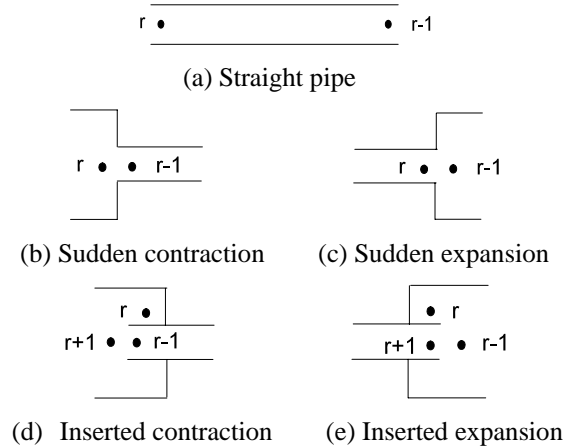 r r-1
(a) Straight pipe
r r-1 r r-1
(b) Sudden contraction (c) Sudden expansion
r r
r+1 r-1 r+1 r-1
(d) Inserted contraction (e) Inserted expansion